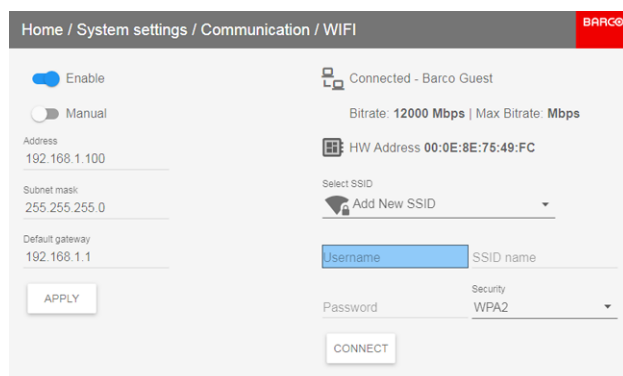 Home / System settings / Communication / WIFI
BARCO
Enable
Manual
Address
192.168.1.100
Subnet mask
255.255.255.0
Default gateway
192.168.1.1
APPLY
Connected - Barco Guest
Bitrate: 12000 Mbps | Max Bitrate: Mbps
HW Address 00:0E:8E:75:49:FC
Select SSID
Add New SSID
Username SSID name
Security
Password WPA2
CONNECT